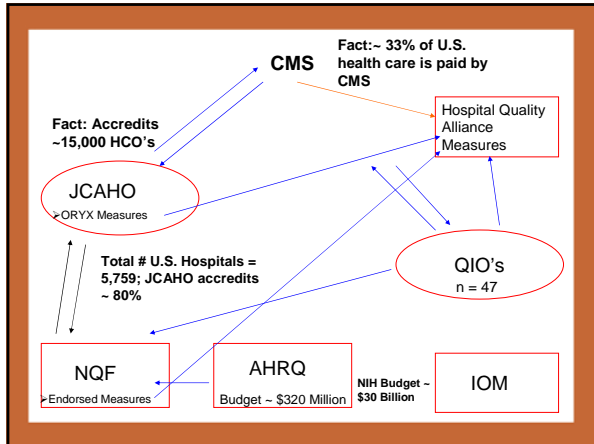 CMS
Fact:~ 33% of U.S.
health care is paid by
CMS
Hospital Quality
Alliance
Measures
Fact: Accredits
~15,000 HCO's
JCAHO
➢ORYX Measures
Total # U.S. Hospitals =
5,759; JCAHO accredits
~ 80%
QIO's
n = 47
NQF
➢Endorsed Measures
AHRQ
Budget ~ $320 Million
NIH Budget ~
$30 Billion
IOM